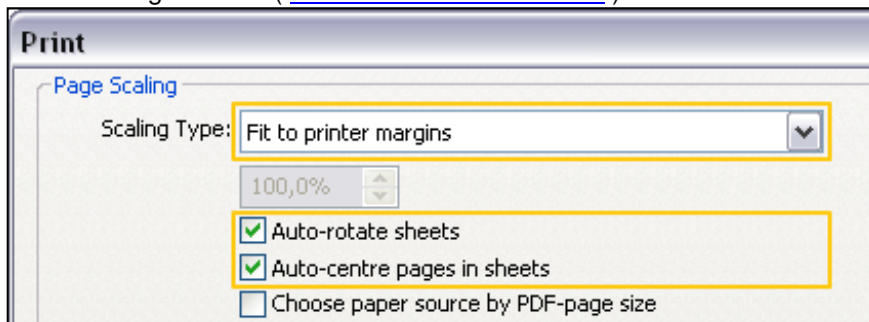 Print
Page Scaling
Scaling Type: Fit to printer margins
100,0%
Auto-rotate sheets
Auto-centre pages in sheets
Choose paper source by PDF-page size